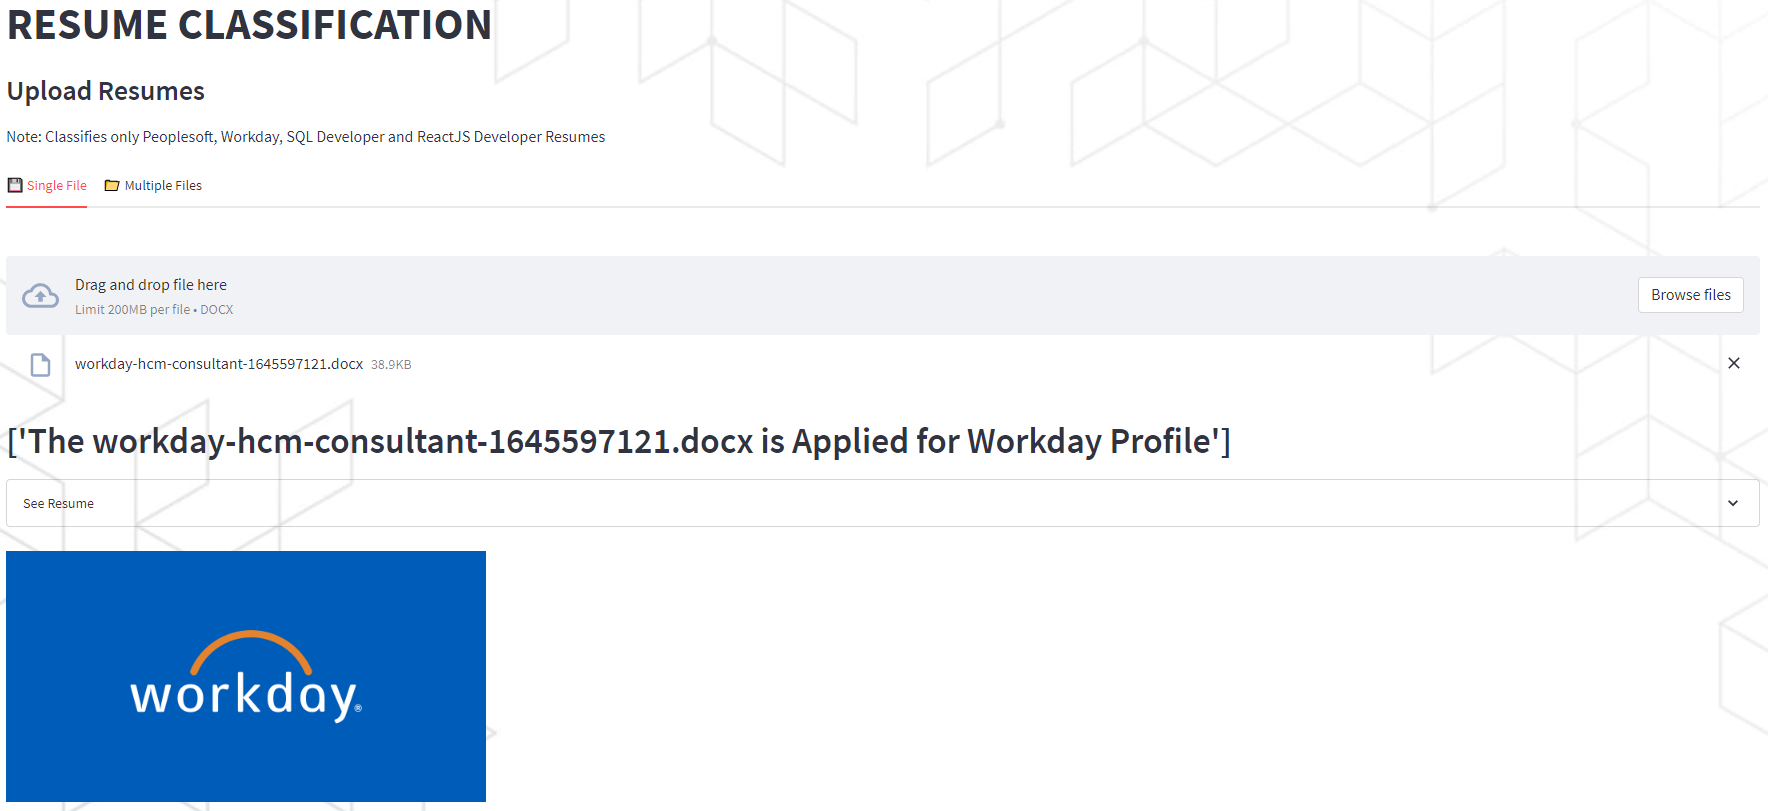 RESUME CLASSIFICATION
Upload Resumes
Note: Classifies only Peoplesoft, Workday, SQL Developer and ReactJS Developer Resumes
💾 Single File 📁 Multiple Files
Drag and drop file here
Limit 200MB per file • DOCX
Browse files
workday-hcm-consultant-1645597121.docx 38.9KB
['The workday-hcm-consultant-1645597121.docx is Applied for Workday Profile']
See Resume
workday®